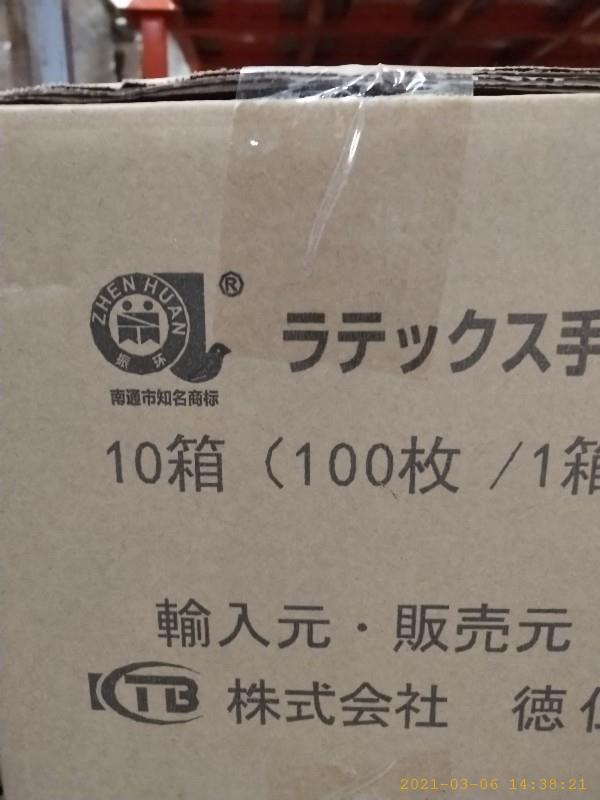 ZHEN HUAN
振 环
®
南通市知名商标
ラテックス手
10箱（100枚 /1箱
輸入元・販売元
TB 株式会社 徳
2021-03-06 14:38:21